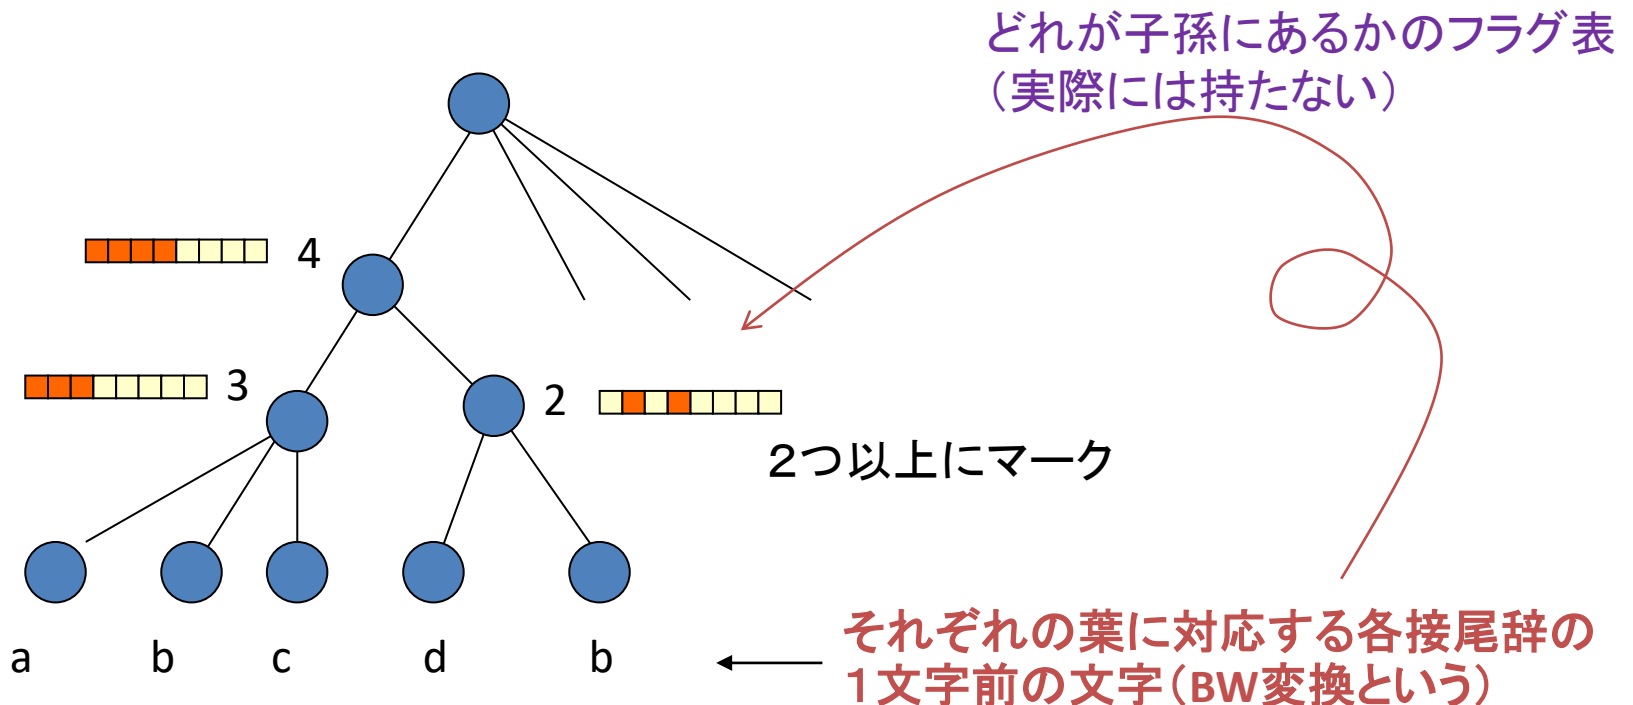 どれが子孫にあるかのフラグ表
（実際には持たない）
4
3
2
２つ以上にマーク
a b c d b
それぞれの葉に対応する各接尾辞の
１文字前の文字（BW変換という）